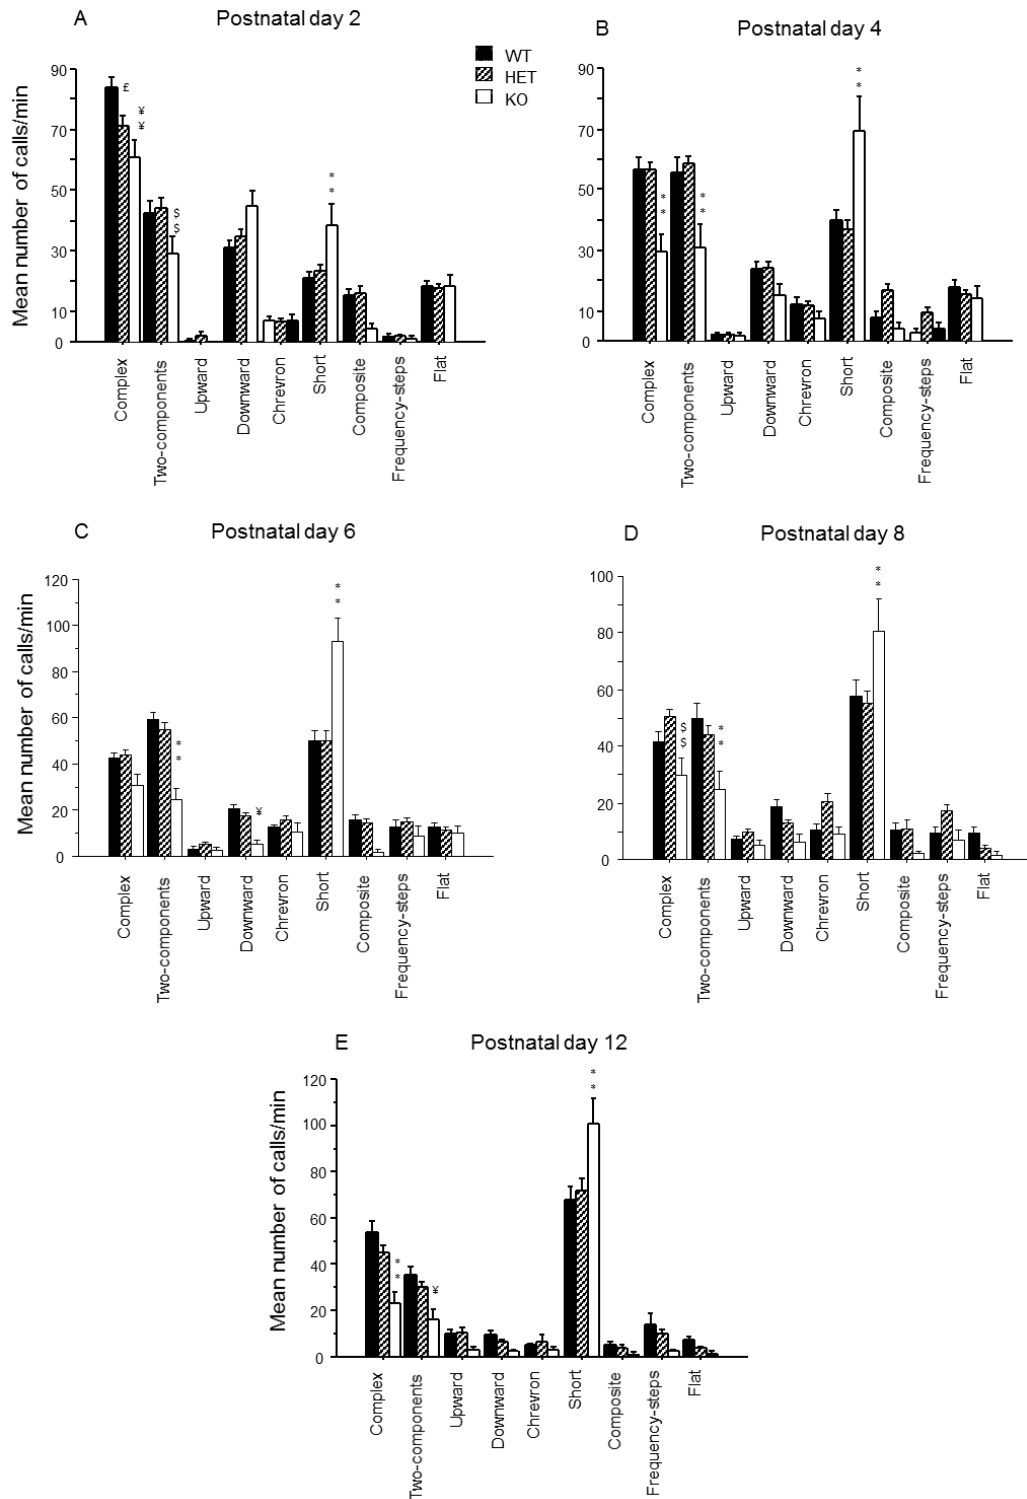 A
Postnatal day 2
WT
HET
KO
Mean number of calls/min
90
70
50
30
10
0
£
¥
¥
$
$
*
*
Complex
Two-components
Upward
Downward
Chrevron
Short
Composite
Frequency-steps
Flat
B
Postnatal day 4
90
70
50
30
10
0
*
*
*
*
*
*
Complex
Two-components
Upward
Downward
Chrevron
Short
Composite
Frequency-steps
Flat
C
Postnatal day 6
Mean number of calls/min
120
100
80
60
40
20
0
*
*
¥
*
*
Complex
Two-components
Upward
Downward
Chrevron
Short
Composite
Frequency-steps
Flat
D
Postnatal day 8
100
80
60
40
20
0
$
$
*
*
*
*
Complex
Two-components
Upward
Downward
Chrevron
Short
Composite
Frequency-steps
Flat
E
Postnatal day 12
Mean number of calls/min
120
100
80
60
40
20
0
*
*
¥
*
*
Complex
Two-components
Upward
Downward
Chrevron
Short
Composite
Frequency-steps
Flat